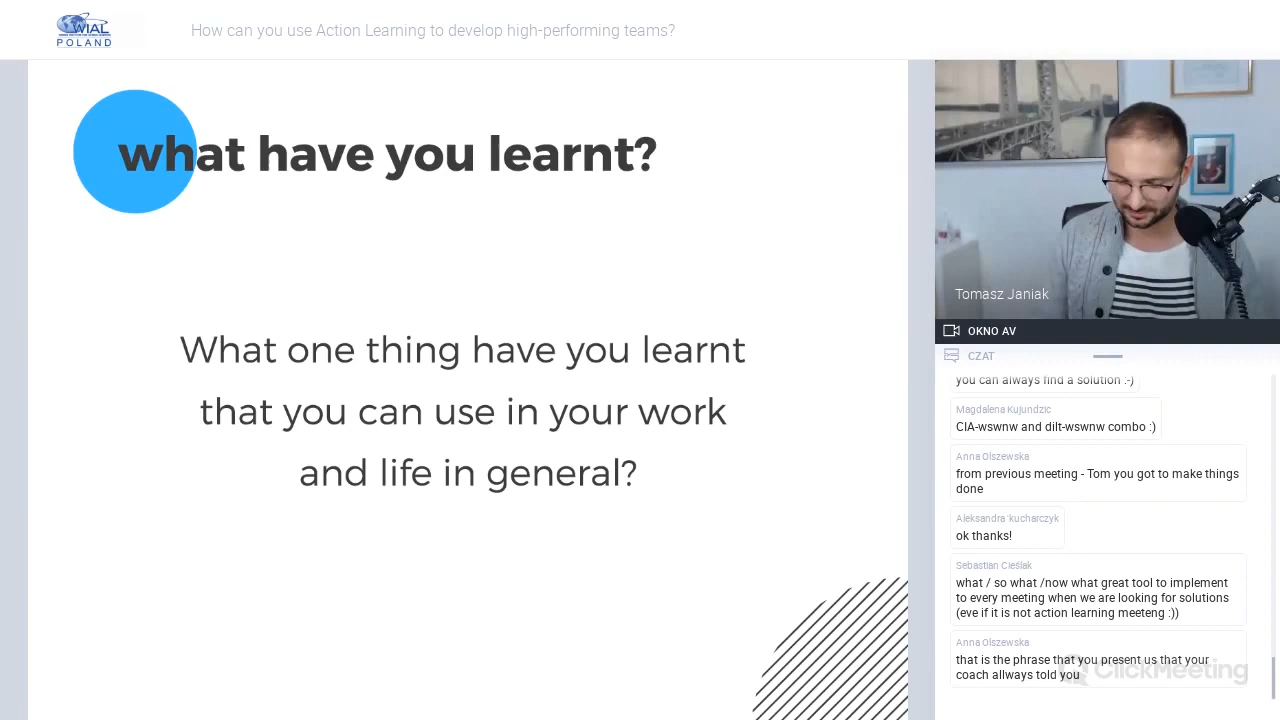 WIAL
POLAND
How can you use Action Learning to develop high-performing teams?
what have you learnt?
What one thing have you learnt
that you can use in your work
and life in general?
Tomasz Janiak
OKNO AV
CZAT
you can always find a solution :-)
Magdalena Kujundzic
CIA-wswnw and dilt-wswnw combo :)
Anna Olszewska
from previous meeting - Tom you got to make things
done
Aleksandra 'kucharczyk
ok thanks!
Sebastian Cieślak
what / so what /now what great tool to implement
to every meeting when we are looking for solutions
(eve if it is not action learning meeteng :))
Anna Olszewska
that is the phrase that you present us that your
coach allways told you
ClickMeeting